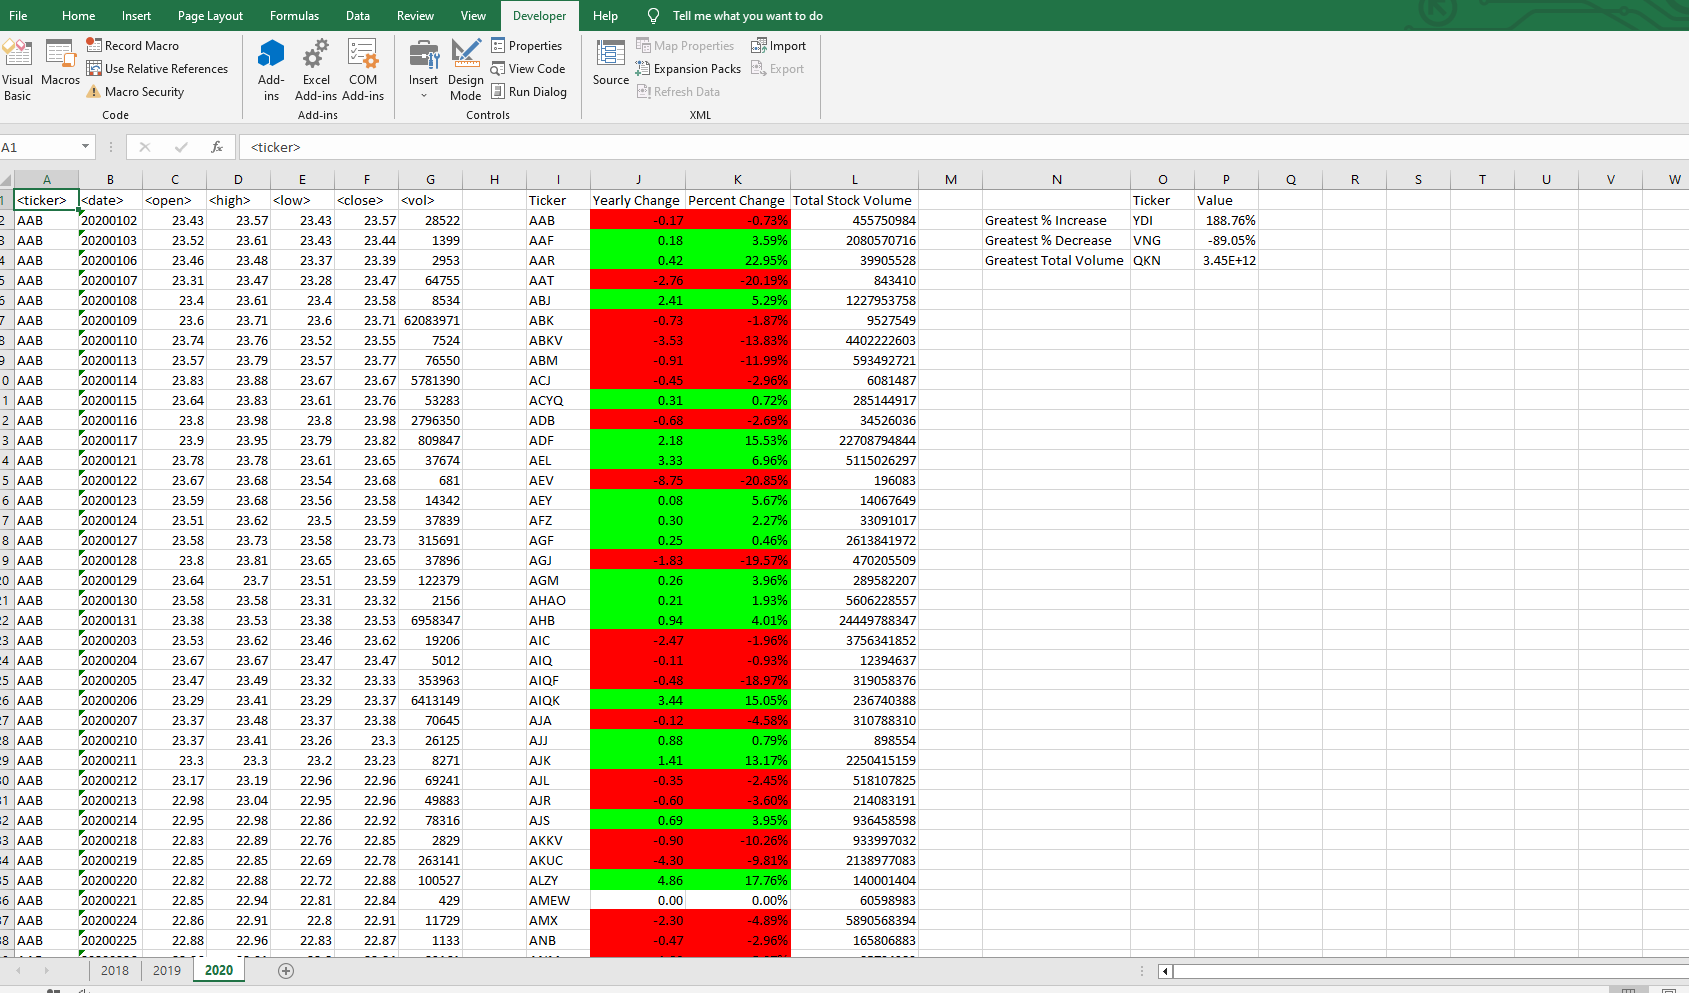 File Home Insert Page Layout Formulas Data Review View Developer Help Tell me what you want to do
Visual Basic
Macros
Record Macro
Use Relative References
Macro Security
Code
Add-ins
Excel Add-ins
COM Add-ins
Add-ins
Insert
Design Mode
Properties
View Code
Run Dialog
Controls
Source
Map Properties
Expansion Packs
Refresh Data
Import
Export
XML
A1 fx <ticker>
A B C D E F G H I J K L M N O P Q R S T U V W
1 <ticker> <date> <open> <high> <low> <close> <vol> Ticker Yearly Change Percent Change Total Stock Volume Ticker Value
2 AAB 20200102 23.43 23.57 23.43 23.57 28522 AAB -0.17 -0.73% 455750984 Greatest % Increase YDI 188.76%
3 AAB 20200103 23.52 23.61 23.43 23.44 1399 AAF 0.18 3.59% 2080570716 Greatest % Decrease VNG -89.05%
4 AAB 20200106 23.46 23.48 23.37 23.39 2953 AAR 0.42 22.95% 39905528 Greatest Total Volume QKN 3.45E+12
5 AAB 20200107 23.31 23.47 23.28 23.47 64755 AAT -2.76 -20.19% 843410
6 AAB 20200108 23.4 23.61 23.4 23.58 8534 ABJ 2.41 5.29% 1227953758
7 AAB 20200109 23.6 23.71 23.6 23.71 62083971 ABK -0.73 -1.87% 9527549
8 AAB 20200110 23.74 23.76 23.52 23.55 7524 ABKV -3.53 -13.83% 4402222603
9 AAB 20200113 23.57 23.79 23.57 23.77 76550 ABM -0.91 -11.99% 593492721
0 AAB 20200114 23.83 23.88 23.67 23.67 5781390 ACJ -0.45 -2.96% 6081487
1 AAB 20200115 23.64 23.83 23.61 23.76 53283 ACYQ 0.31 0.72% 285144917
2 AAB 20200116 23.8 23.98 23.8 23.98 2796350 ADB -0.68 -2.69% 34526036
3 AAB 20200117 23.9 23.95 23.79 23.82 809847 ADF 2.18 15.53% 22708794844
4 AAB 20200121 23.78 23.78 23.61 23.65 37674 AEL 3.33 6.96% 5115026297
5 AAB 20200122 23.67 23.68 23.54 23.68 681 AEV -8.75 -20.85% 196083
6 AAB 20200123 23.59 23.68 23.56 23.58 14342 AEY 0.08 5.67% 14067649
7 AAB 20200124 23.51 23.62 23.5 23.59 37839 AFZ 0.30 2.27% 33091017
8 AAB 20200127 23.58 23.73 23.58 23.73 315691 AGF 0.25 0.46% 2613841972
9 AAB 20200128 23.8 23.81 23.65 23.65 37896 AGJ -1.83 -19.57% 470205509
20 AAB 20200129 23.64 23.7 23.51 23.59 122379 AGM 0.26 3.96% 289582207
21 AAB 20200130 23.58 23.58 23.31 23.32 2156 AHAO 0.21 1.93% 5606228557
22 AAB 20200131 23.38 23.53 23.38 23.53 6958347 AHB 0.94 4.01% 24449788347
23 AAB 20200203 23.53 23.62 23.46 23.62 19206 AIC -2.47 -1.96% 3756341852
24 AAB 20200204 23.67 23.67 23.47 23.47 5012 AIQ -0.11 -0.93% 12394637
25 AAB 20200205 23.47 23.49 23.32 23.33 353963 AIQF -0.48 -18.97% 319058376
26 AAB 20200206 23.29 23.41 23.29 23.37 6413149 AIQK 3.44 15.05% 236740388
27 AAB 20200207 23.37 23.48 23.37 23.38 70645 AJA -0.12 -4.58% 310788310
28 AAB 20200210 23.37 23.41 23.26 23.3 26125 AJJ 0.88 0.79% 898554
29 AAB 20200211 23.3 23.3 23.2 23.23 8271 AJK 1.41 13.17% 2250415159
30 AAB 20200212 23.17 23.19 22.96 22.96 69241 AJL -0.35 -2.45% 518107825
31 AAB 20200213 22.98 23.04 22.95 22.96 49883 AJR -0.60 -3.60% 214083191
32 AAB 20200214 22.95 22.98 22.86 22.92 78316 AJS 0.69 3.95% 936458598
33 AAB 20200218 22.83 22.89 22.76 22.85 2829 AKKV -0.90 -10.26% 933997032
34 AAB 20200219 22.85 22.85 22.69 22.78 263141 AKUC -4.30 -9.81% 2138977083
35 AAB 20200220 22.82 22.88 22.72 22.88 100527 ALZY 4.86 17.76% 140001404
36 AAB 20200221 22.85 22.94 22.81 22.84 429 AMEW 0.00 0.00% 60598983
37 AAB 20200224 22.86 22.91 22.8 22.91 11729 AMX -2.30 -4.89% 5890568394
38 AAB 20200225 22.88 22.96 22.83 22.87 1133 ANB -0.47 -2.96% 165806883
2018 2019 2020